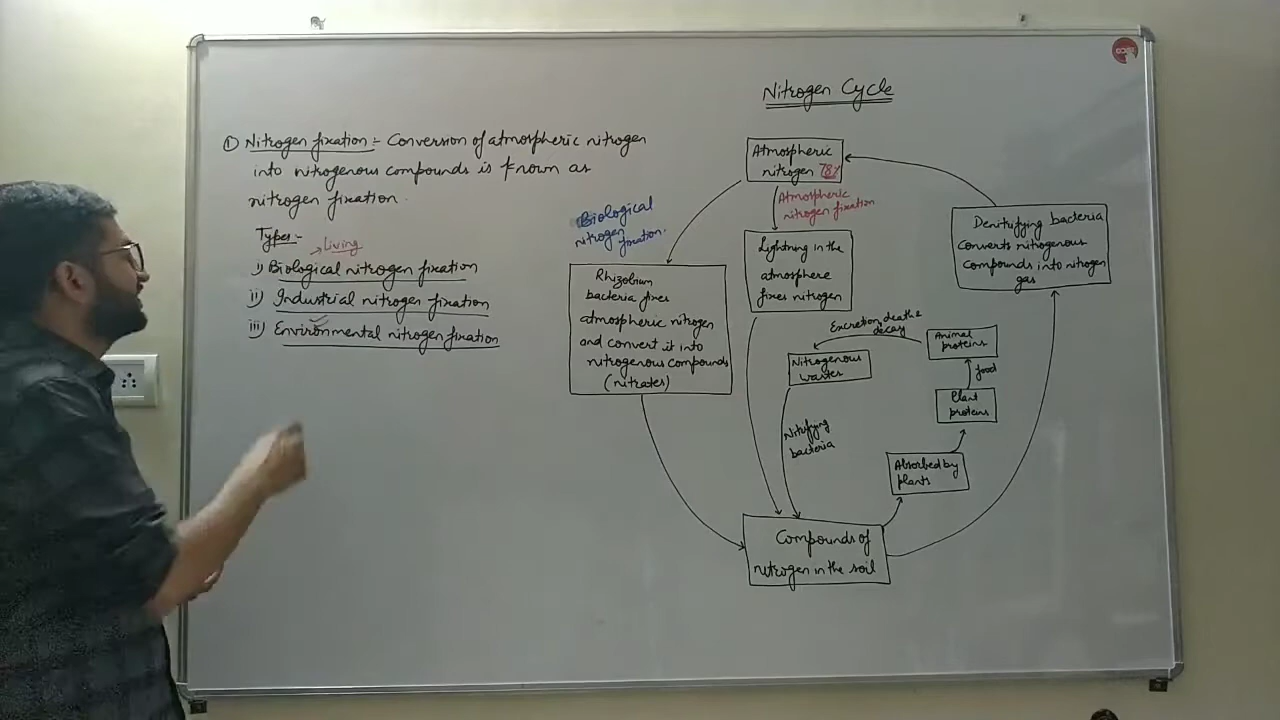 Nitrogen Cycle
① Nitrogen fixation:- Conversion of atmospheric nitrogen
into nitrogenous compounds is known as
nitrogen fixation.
Types:-
→ Living
i) Biological nitrogen fixation
ii) Industrial nitrogen fixation
iii) Environmental nitrogen fixation
Atmospheric
nitrogen 78%
Biological
nitrogen
fixation.
Atmospheric
nitrogen fixation
Rhizobium
bacteria fixes
atmospheric nitrogen
and convert it into
nitrogenous compounds
(nitrates)
Lightning in the
atmosphere
fixes nitrogen
Denitrifying bacteria
converts nitrogenous
compounds into nitrogen
gas
Excretion, death &
decay
Animal
proteins
Nitrogenous
wastes
food
Plant
proteins
Nitrifying
bacteria
Absorbed by
plants
Compounds of
nitrogen in the soil